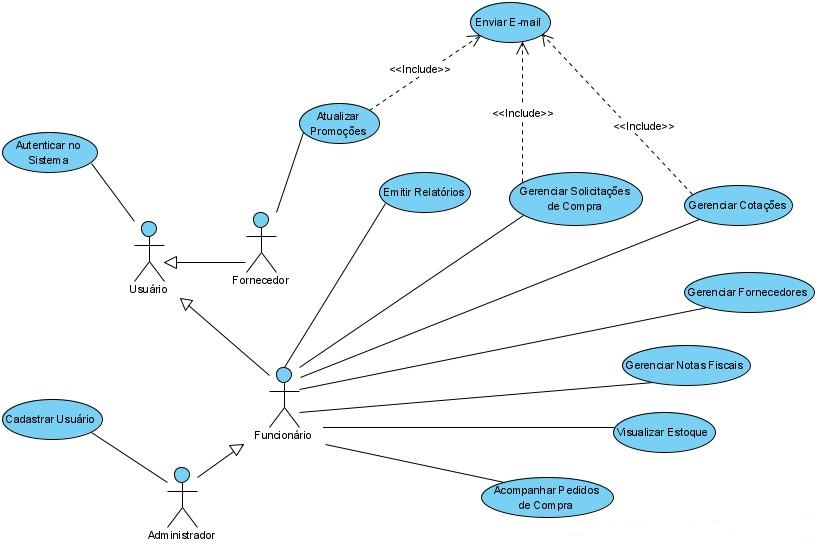 Enviar E-mail
<<Include>>
<<Include>>
<<Include>>
Atualizar
Promoções
Autenticar no
Sistema
Emitir Relatórios
Gerenciar Solicitações
de Compra
Gerenciar Cotações
Usuário
Fornecedor
Gerenciar Fornecedores
Gerenciar Notas Fiscais
Cadastrar Usuário
Funcionário
Visualizar Estoque
Acompanhar Pedidos
de Compra
Administrador